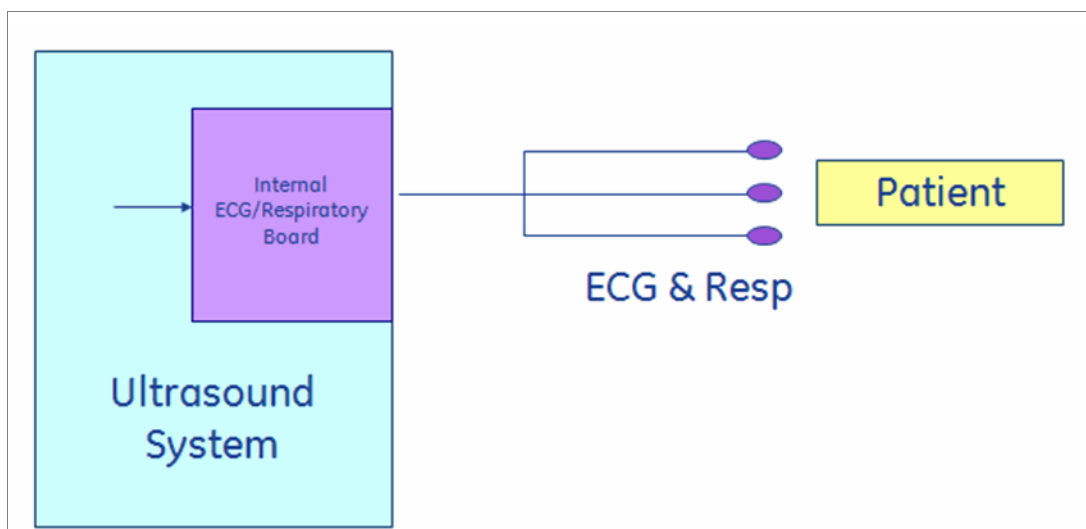 Internal
ECG/Respiratory
Board
Patient
ECG & Resp
Ultrasound
System